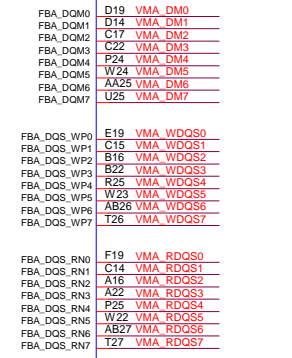 FBA_DQM0 D19 VMA_DM0
FBA_DQM1 D14 VMA_DM1
FBA_DQM2 C17 VMA_DM2
FBA_DQM3 C22 VMA_DM3
FBA_DQM4 P24 VMA_DM4
FBA_DQM5 W24 VMA_DM5
FBA_DQM6 AA25 VMA_DM6
FBA_DQM7 U25 VMA_DM7
FBA_DQS_WP0 E19 VMA_WDQS0
FBA_DQS_WP1 C15 VMA_WDQS1
FBA_DQS_WP2 B16 VMA_WDQS2
FBA_DQS_WP3 B22 VMA_WDQS3
FBA_DQS_WP4 R25 VMA_WDQS4
FBA_DQS_WP5 W23 VMA_WDQS5
FBA_DQS_WP6 AB26 VMA_WDQS6
FBA_DQS_WP7 T26 VMA_WDQS7
FBA_DQS_RN0 F19 VMA_RDQS0
FBA_DQS_RN1 C14 VMA_RDQS1
FBA_DQS_RN2 A16 VMA_RDQS2
FBA_DQS_RN3 A22 VMA_RDQS3
FBA_DQS_RN4 P25 VMA_RDQS4
FBA_DQS_RN5 W22 VMA_RDQS5
FBA_DQS_RN6 AB27 VMA_RDQS6
FBA_DQS_RN7 T27 VMA_RDQS7